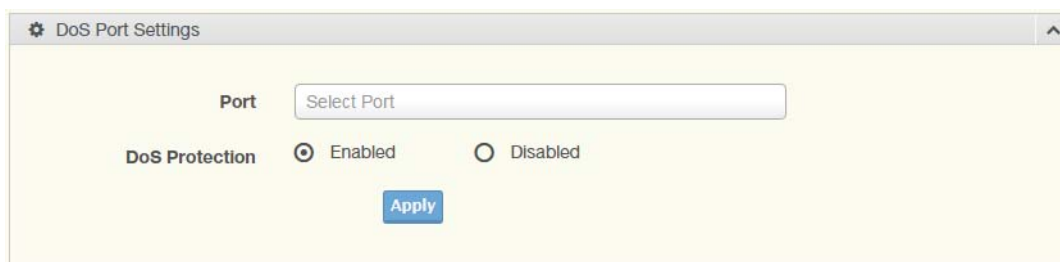 DoS Port Settings
Port Select Port
DoS Protection Enabled Disabled
Apply